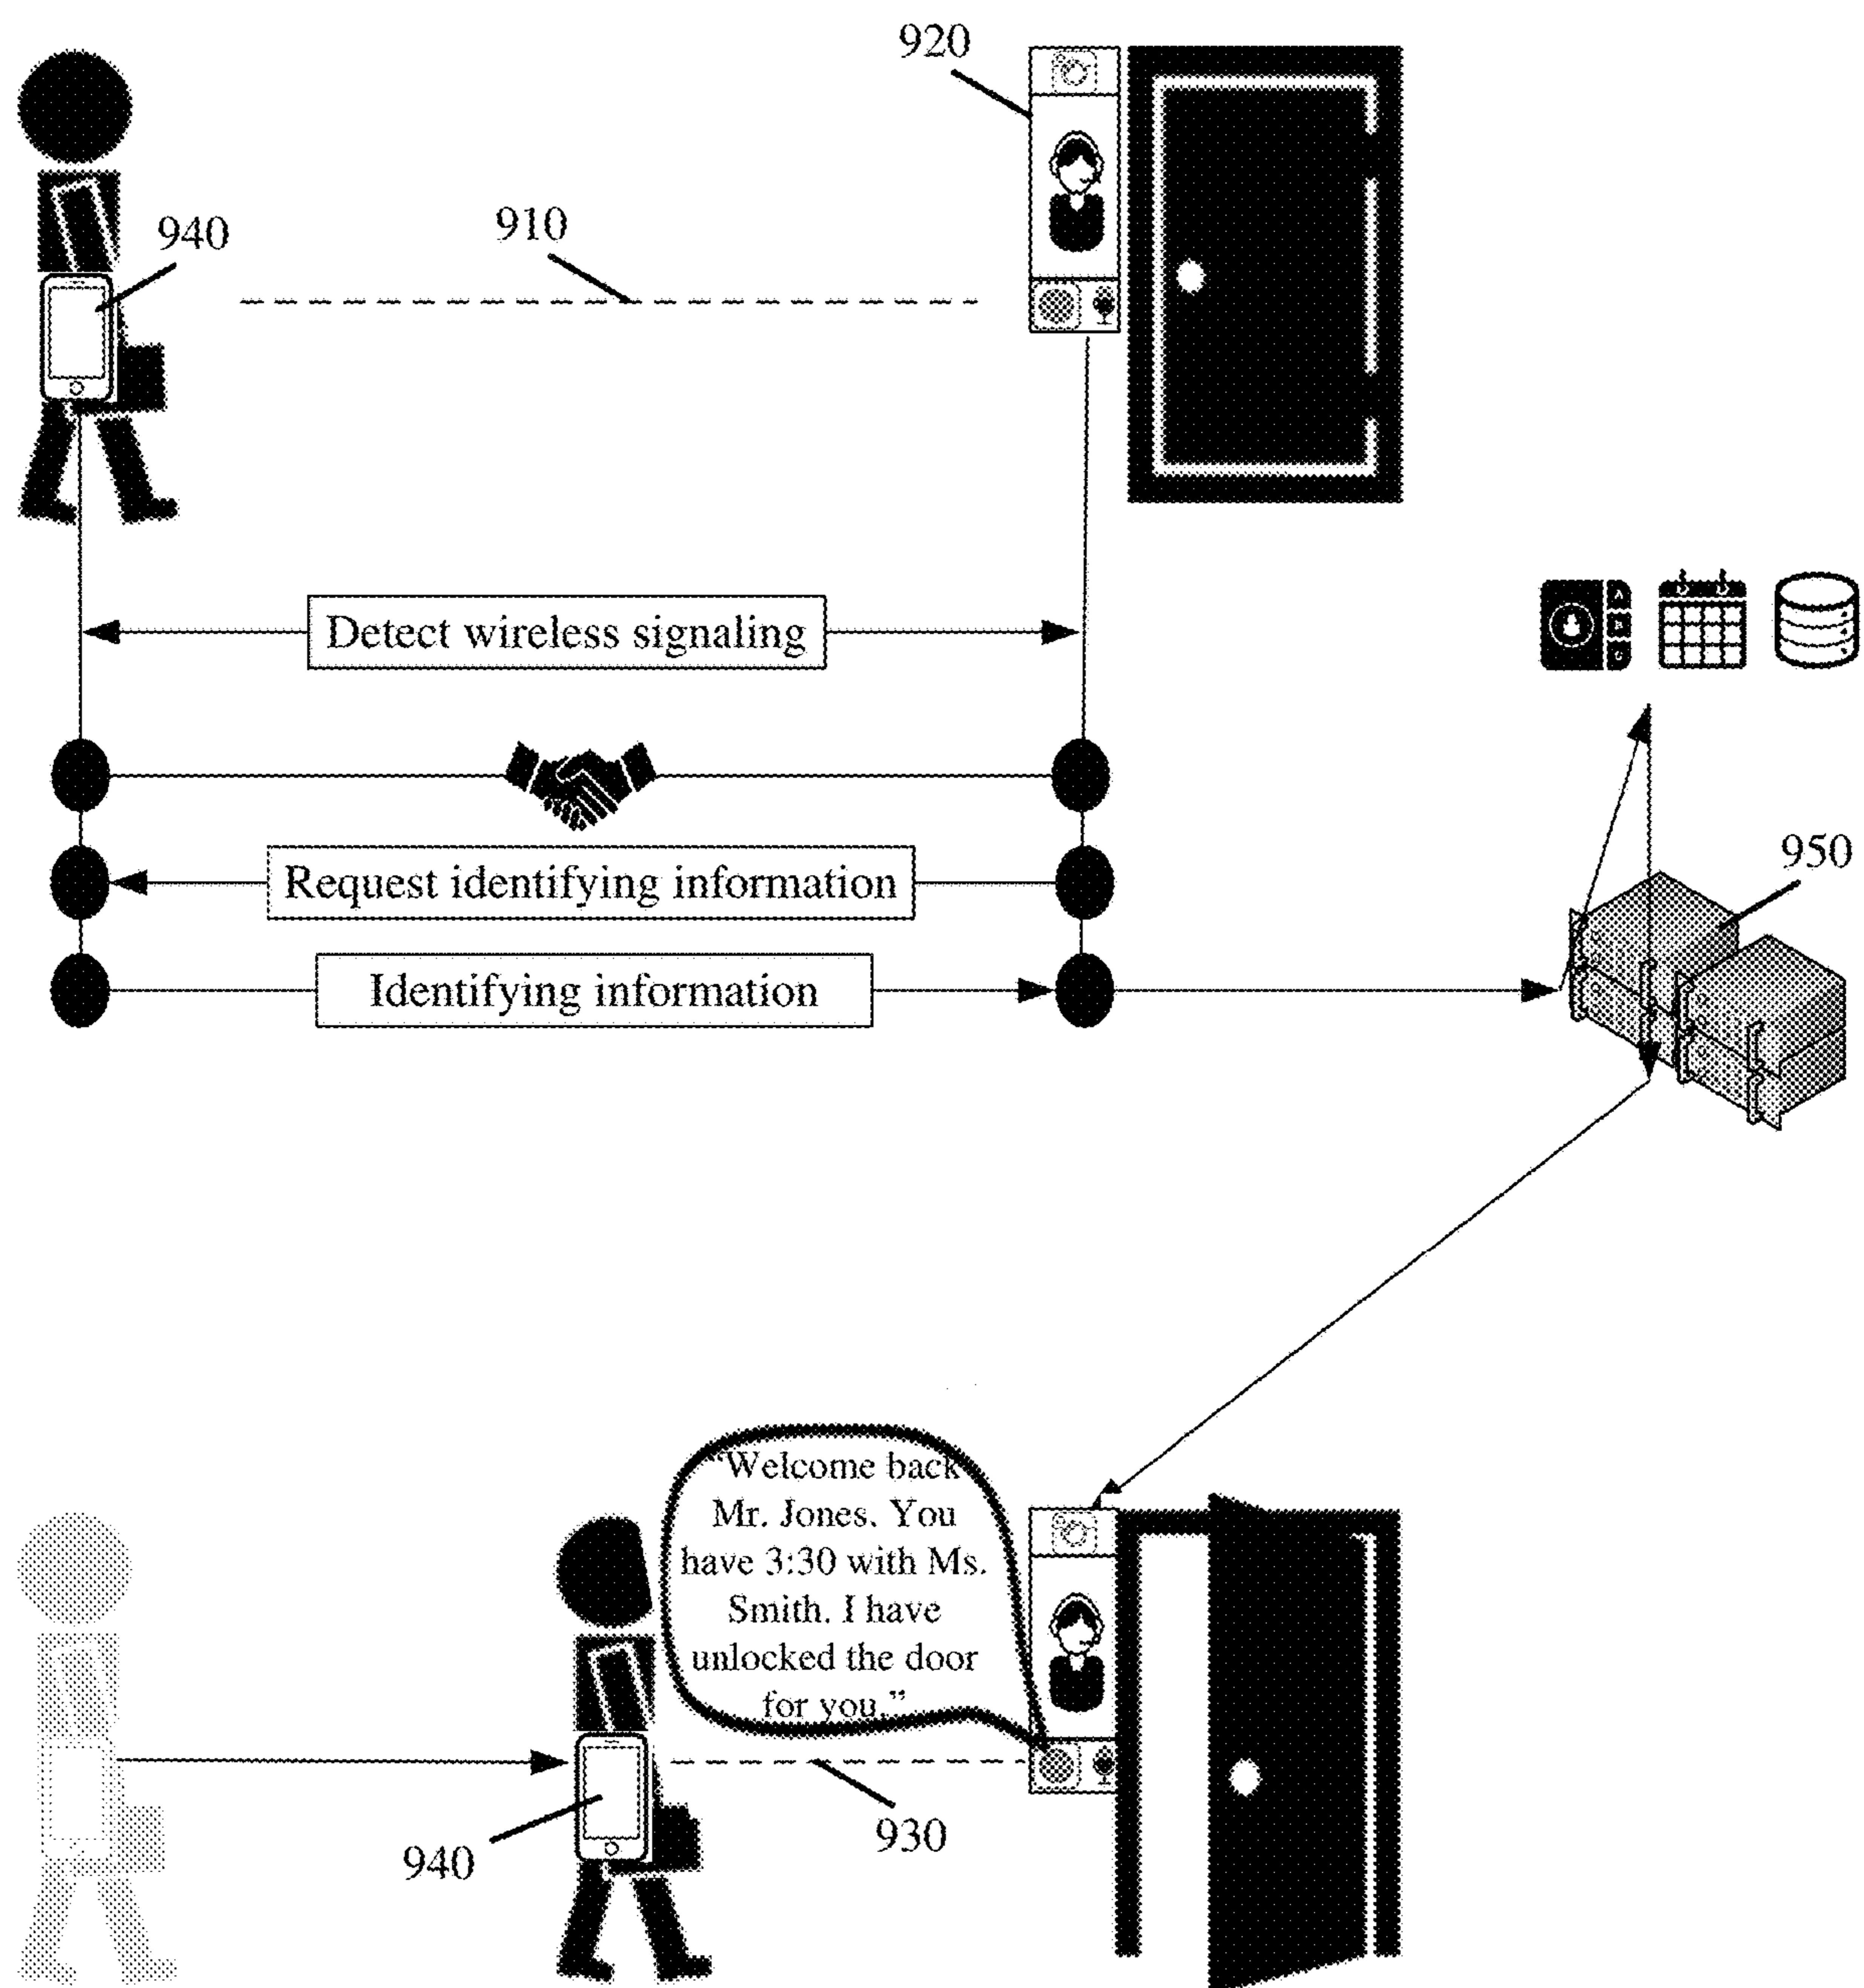 920
940
910
Detect wireless signaling
Request identifying information
950
Identifying information
“Welcome back
Mr. Jones. You
have 3:30 with Ms.
Smith. I have
unlocked the door
for you.”
930
940